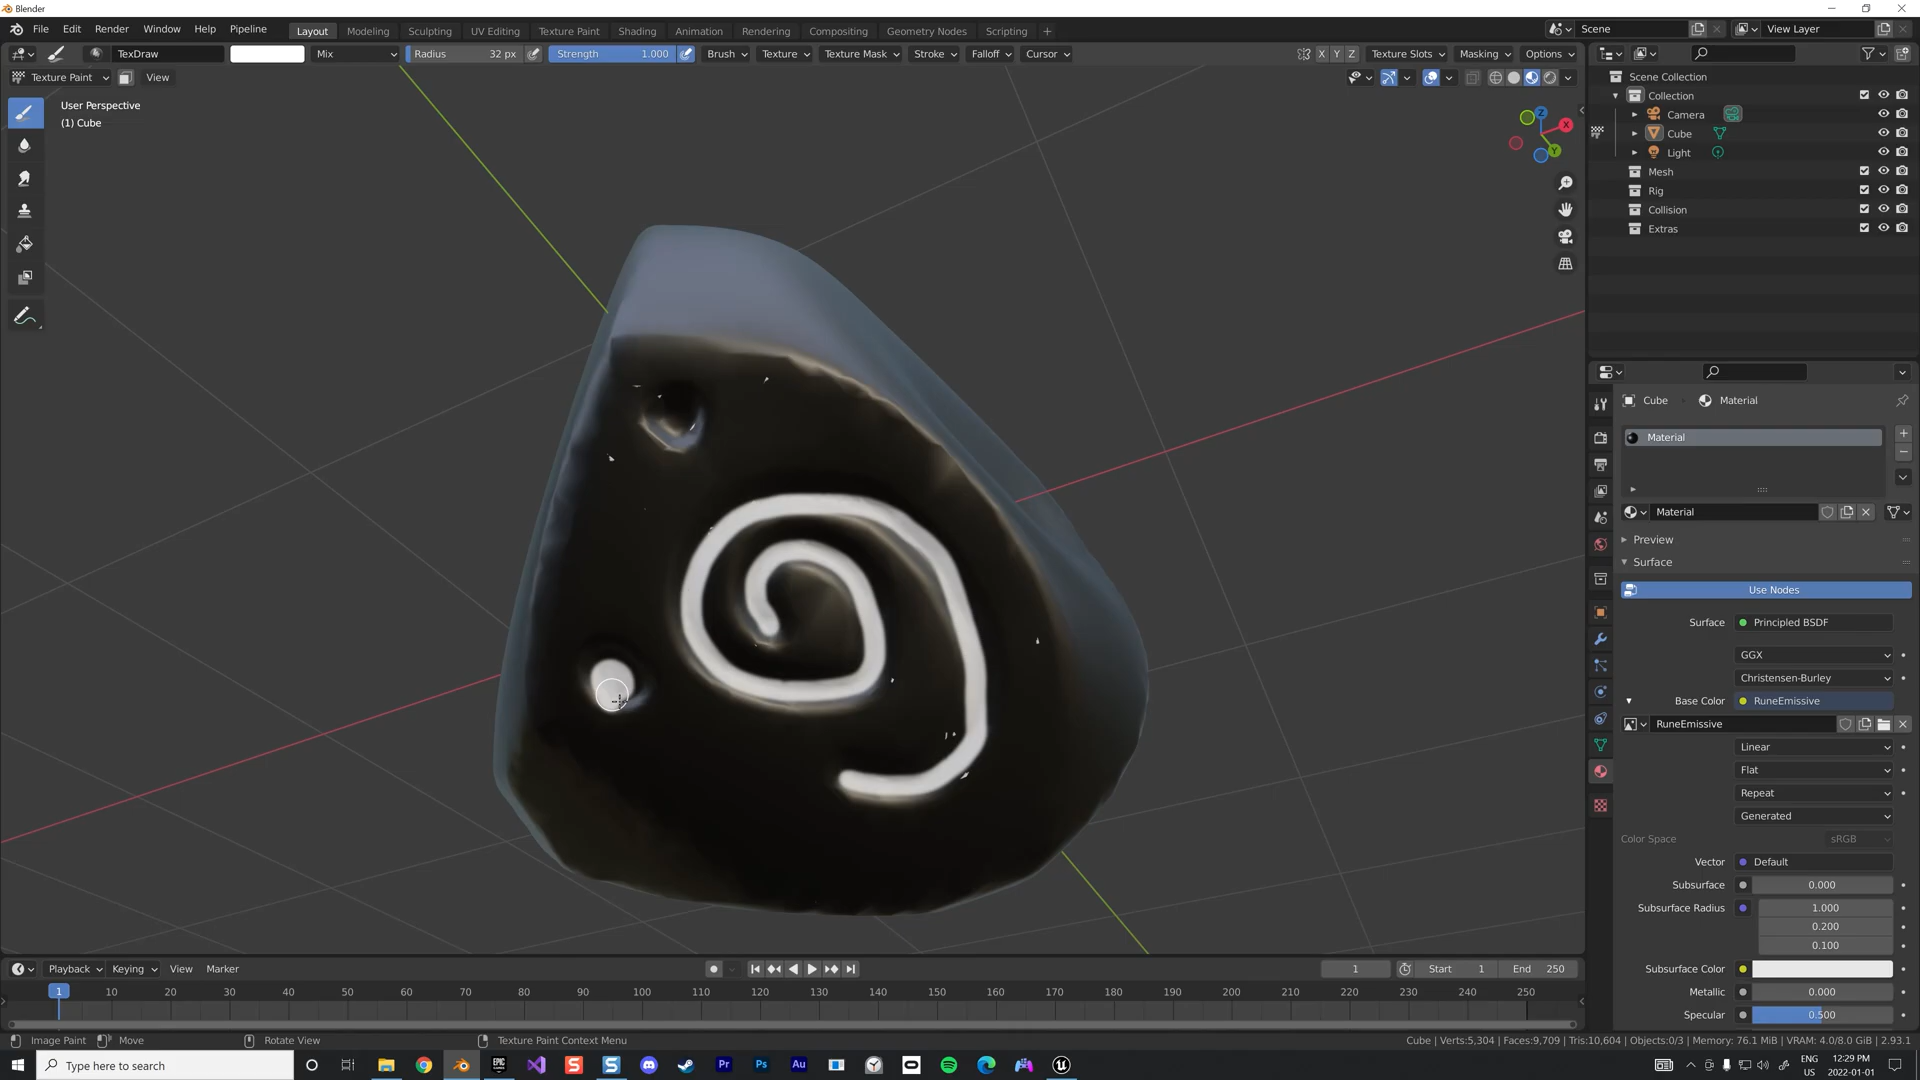 Blender
File Edit Render Window Help Pipeline Layout Modeling Sculpting UV Editing Texture Paint Shading Animation Rendering Compositing Geometry Nodes Scripting + Scene View Layer
TexDraw Mix Radius 32 px Strength 1.000 Brush Texture Texture Mask Stroke Falloff Cursor X Y Z Texture Slots Masking Options
Texture Paint View
User Perspective
(1) Cube
Z
X
Y
Scene Collection
Collection
Camera
Cube
Light
Mesh
Rig
Collision
Extras
Cube Material
Material
Material
Preview
Surface
Use Nodes
Surface Principled BSDF
GGX
Christensen-Burley
Base Color RuneEmissive
RuneEmissive
Linear
Flat
Repeat
Generated
Color Space sRGB
Vector Default
Subsurface 0.000
Subsurface Radius 1.000
0.200
0.100
Subsurface Color
Metallic 0.000
Specular 0.500
Playback Keying View Marker 1 Start 1 End 250
1 10 20 30 40 50 60 70 80 90 100 110 120 130 140 150 160 170 180 190 200 210 220 230 240 250
Image Paint Move Rotate View Texture Paint Context Menu Cube | Verts:5,304 | Faces:9,709 | Tris:10,604 | Objects:0/3 | Memory: 76.1 MiB | VRAM: 4.0/8.0 GiB | 2.93.1
Type here to search EPIC S S Pr Ps Au ENG 12:29 PM
US 2022-01-01